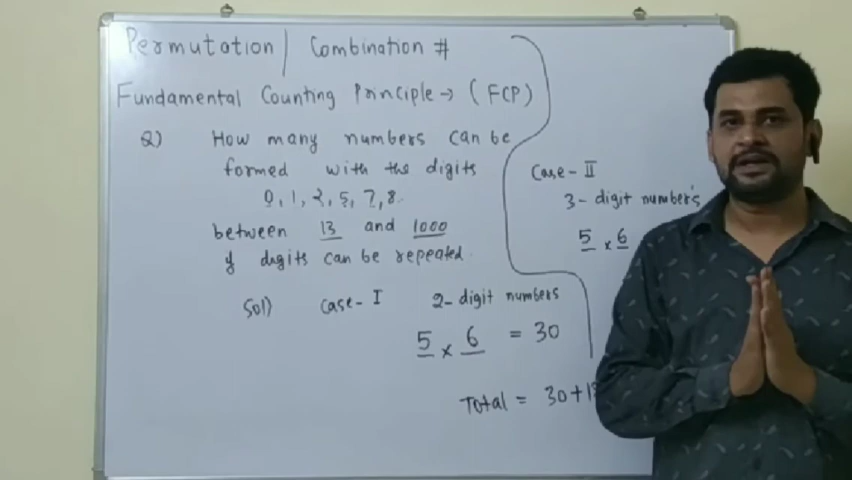 Permutation / Combination #
Fundamental Counting Principle → (FCP)
Q) How many numbers can be
formed with the digits
0, 1, 2, 5, 7, 8.
between 13 and 1000
if digits can be repeated.
Sol) Case - I 2- digit numbers
5 × 6 = 30
Total = 30+1
Case - II
3- digit number's
5 × 6